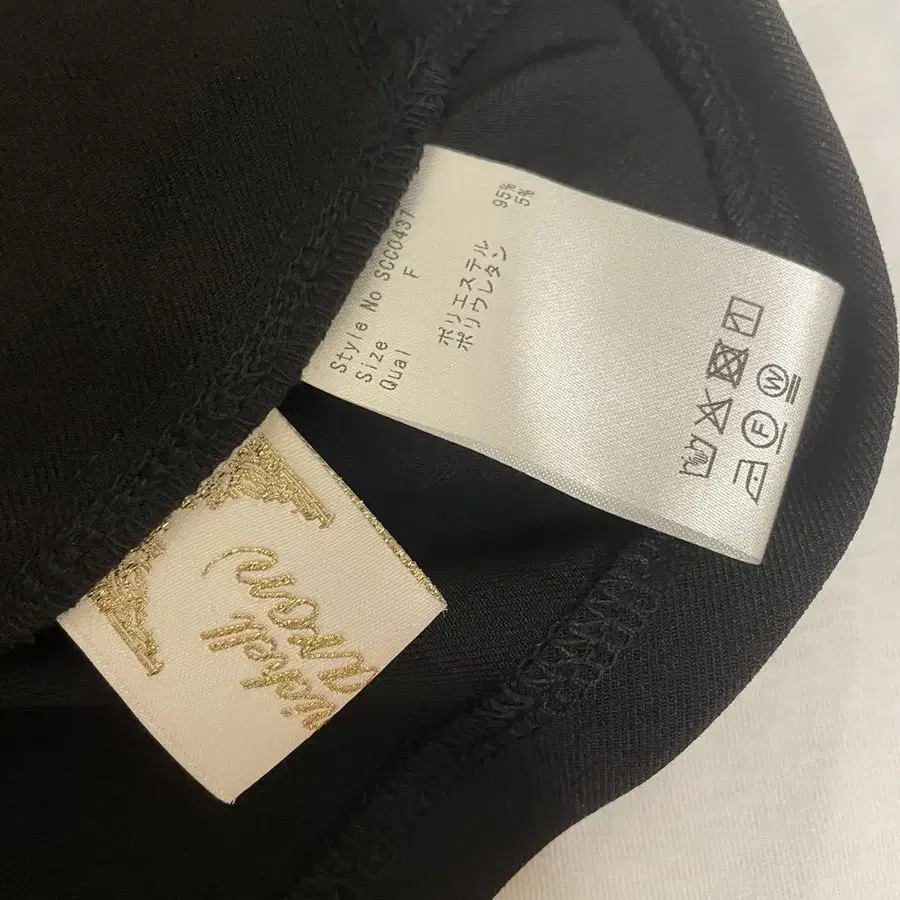 Style No SCC0437
Size F
Qual
ポリエステル 95%
ポリウレタン 5%
F W